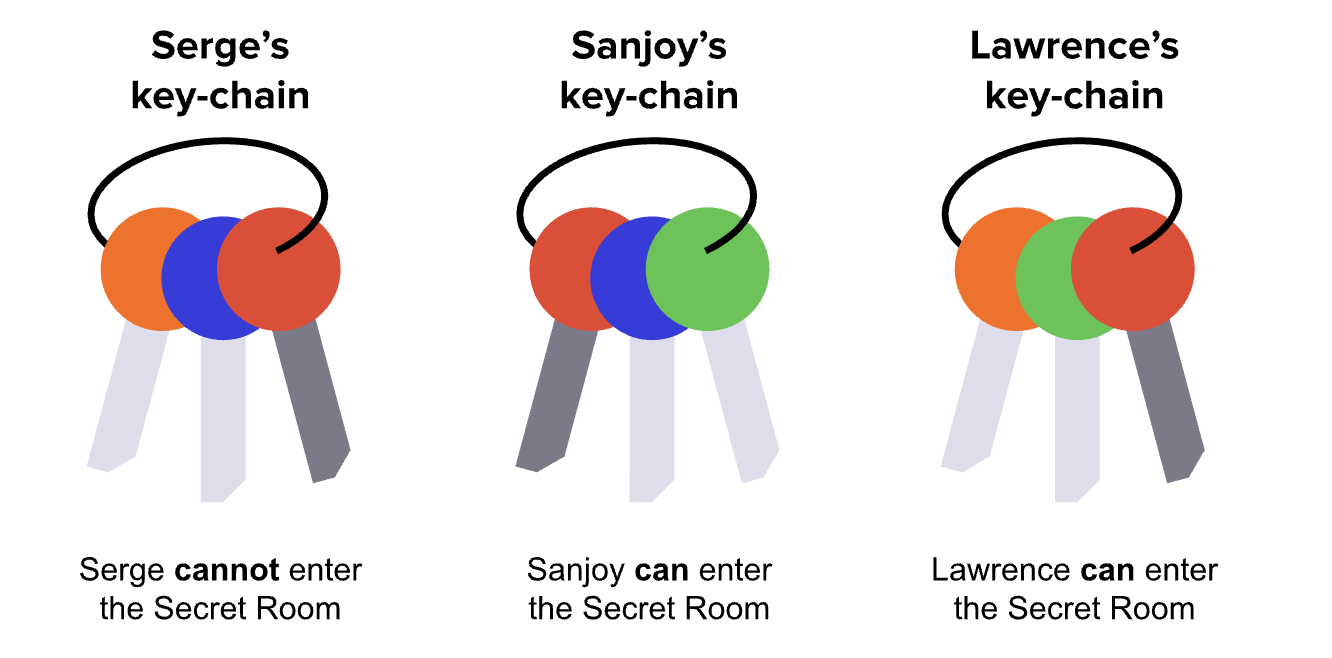 Serge’s
key-chain
Sanjoy’s
key-chain
Lawrence’s
key-chain
Serge cannot enter
the Secret Room
Sanjoy can enter
the Secret Room
Lawrence can enter
the Secret Room